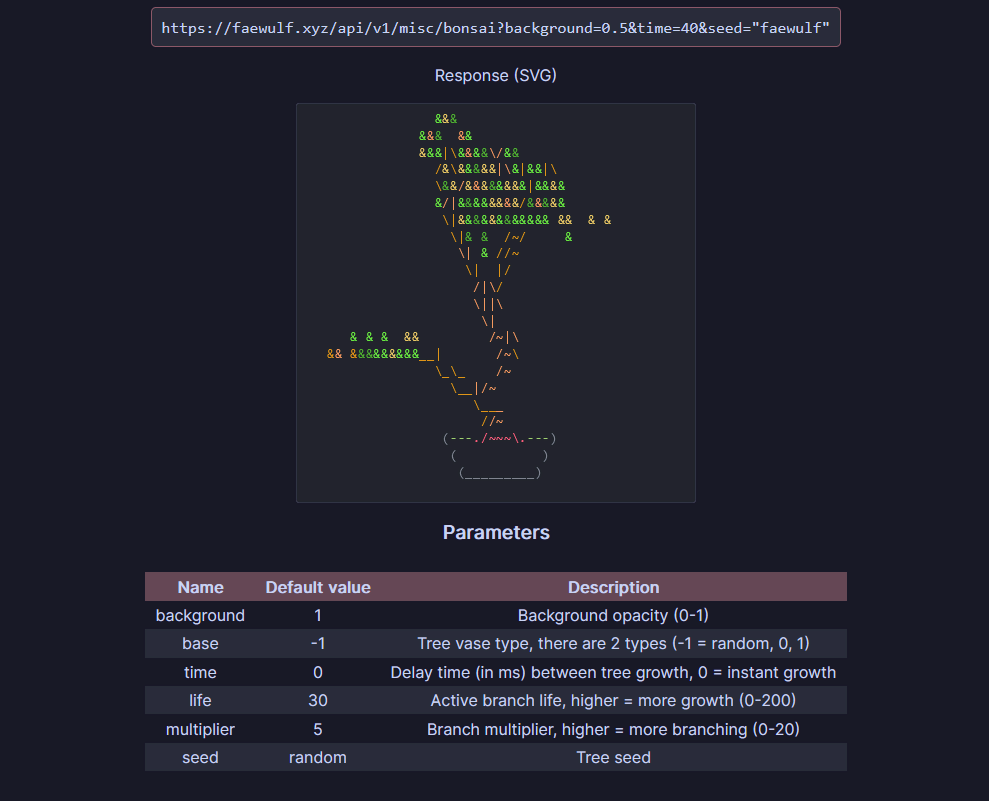 https://faewulf.xyz/api/v1/misc/bonsai?background=0.5&time=40&seed="faewulf"
Response (SVG)
&&&
&&& &&
&&&|\&&&&\/&&
/&\&&&&&|\&|&&|\
\&&/&&&&&&&&|&&&&
&/|&&&&&&&&/&&&&&
\|&&&&&&&&&&&& && & &
\|& & /~/ &
\| & //~
\| |/
/|\/
\||\
\|
& & & && /~|\
&& &&&&&&&&&__| /~\
\_\_ /~
\__|/~
\___
//~
(---./~~~\.---)
( )
(_________)
Parameters
Name Default value Description
background 1 Background opacity (0-1)
base -1 Tree vase type, there are 2 types (-1 = random, 0, 1)
time 0 Delay time (in ms) between tree growth, 0 = instant growth
life 30 Active branch life, higher = more growth (0-200)
multiplier 5 Branch multiplier, higher = more branching (0-20)
seed random Tree seed